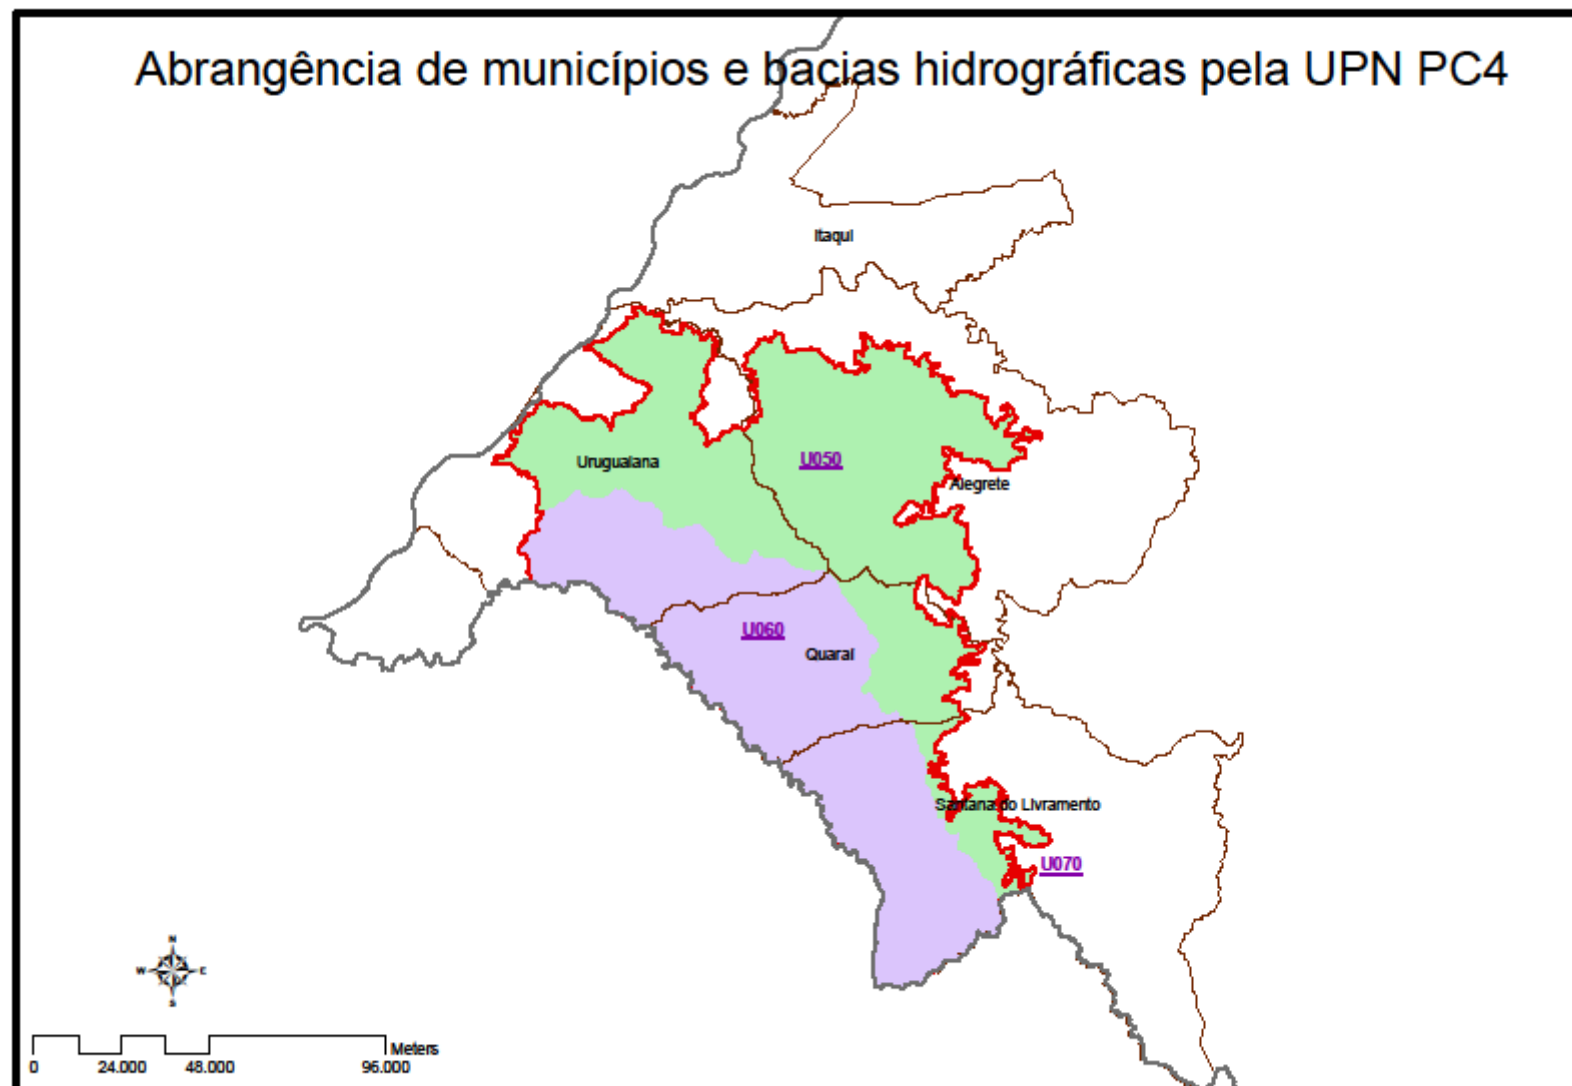 Abrangência de municípios e bacias hidrográficas pela UPN PC4
Itaqui
Uruguaiana
U050
Alegrete
U060
Quaraí
Santana do Livramento
U070
N
W
E
S
Meters
0
24.000
48.000
96.000